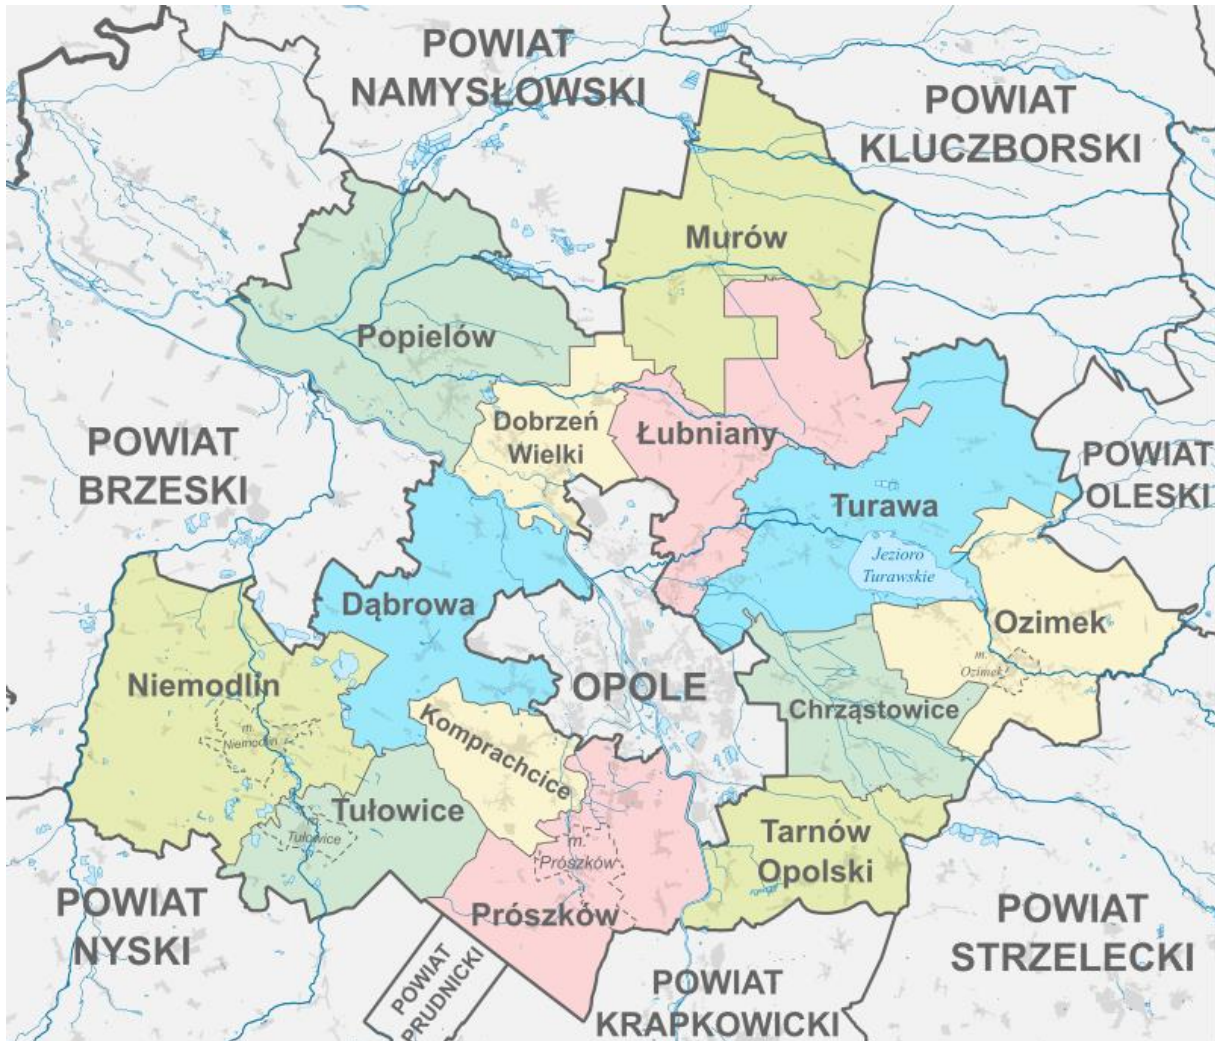 POWIAT
NAMYSŁOWSKI
POWIAT
KLUCZBORSKI
Murów
Popielów
Dobrzeń
Wielki
Łubniany
POWIAT
BRZESKI
POWIAT
OLESKI
Turawa
Jezioro
Turawskie
Dąbrowa
Ozimek
m.
Ozimek
Niemodlin
m.
Niemodlin
OPOLE
Chrząstowice
Komprachcice
Tułowice
m.
Tułowice
Tarnów
Opolski
m.
Prószków
Prószków
POWIAT
NYSKI
POWIAT
PRUDNICKI
POWIAT
KRAPKOWICKI
POWIAT
STRZELECKI